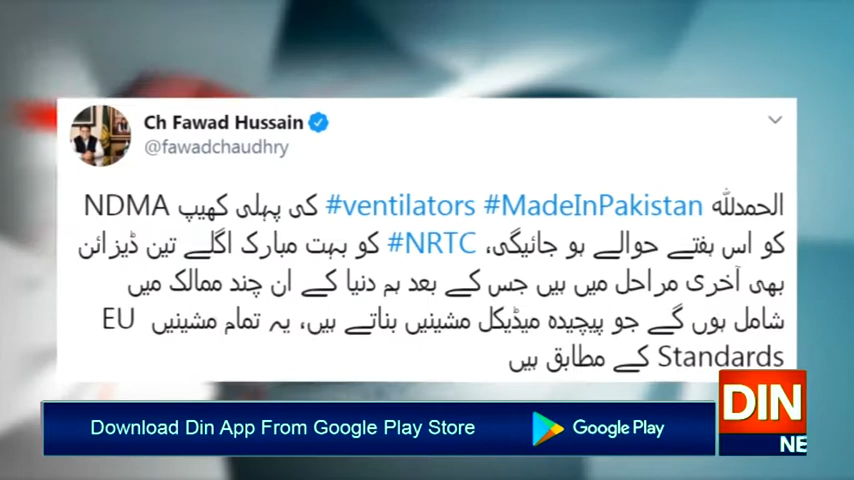 Ch Fawad Hussain
@fawadchaudhry
الحمدللہ #ventilators #MadeInPakistan کی پہلی کھیپ NDMA
کو اس ہفتے حوالے ہو جائیگی، #NRTC کو بہت مبارک اگلے تین ڈیزائن
بھی آخری مراحل میں ہیں جس کے بعد ہم دنیا کے ان چند ممالک میں
شامل ہوں گے جو پیچیدہ میڈیکل مشینیں بناتے ہیں، یہ تمام مشینیں EU
Standards کے مطابق ہیں
Download Din App From Google Play Store
Google Play
DIN
NE